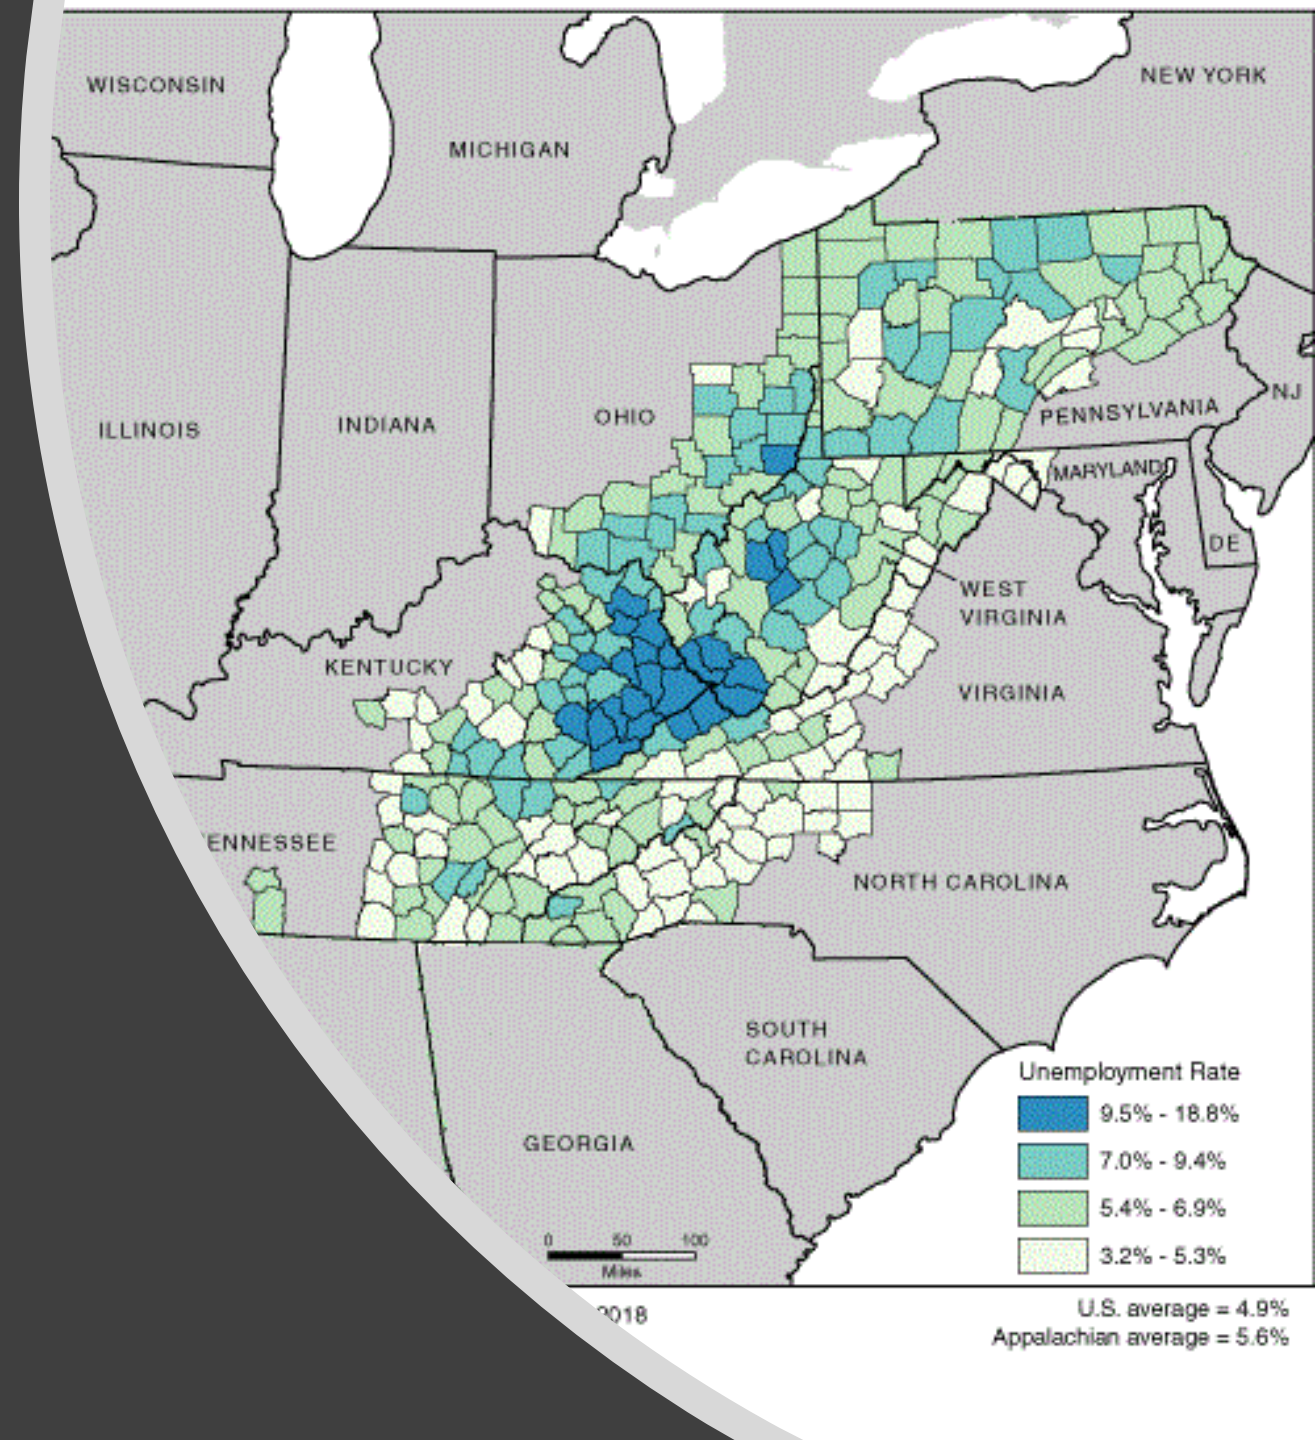 WISCONSIN
NEW YORK
MICHIGAN
ILLINOIS
INDIANA
OHIO
PENNSYLVANIA
NJ
MARYLAND
DE
WEST
VIRGINIA
KENTUCKY
VIRGINIA
ENNESSEE
NORTH CAROLINA
SOUTH
CAROLINA
GEORGIA
Unemployment Rate
9.5% - 18.8%
7.0% - 9.4%
5.4% - 6.9%
3.2% - 5.3%
0 50 100
Miles
2018
U.S. average = 4.9%
Appalachian average = 5.6%